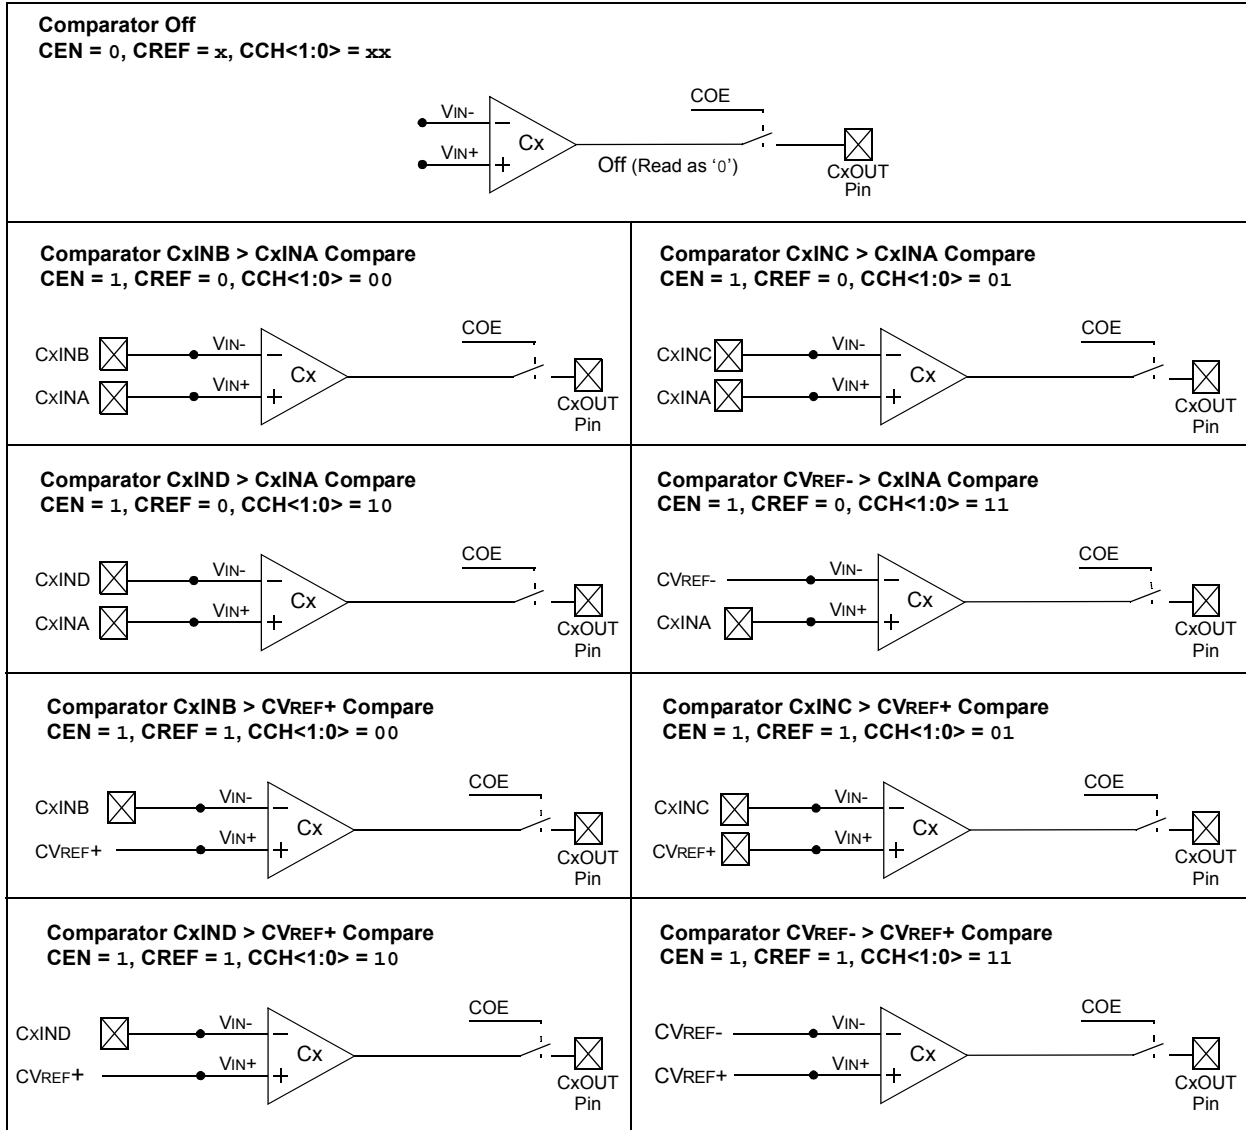 Comparator Off
CEN = 0, CREF = x, CCH<1:0> = xx
COE
VIN-
VIN+
Cx
Off (Read as ‘0’)
CxOUT
Pin
Comparator CxINB > CxINA Compare
CEN = 1, CREF = 0, CCH<1:0> = 00
COE
CxINB
VIN-
CxINA
VIN+
Cx
CxOUT
Pin
Comparator CxINC > CxINA Compare
CEN = 1, CREF = 0, CCH<1:0> = 01
COE
CxINC
VIN-
CxINA
VIN+
Cx
CxOUT
Pin
Comparator CxIND > CxINA Compare
CEN = 1, CREF = 0, CCH<1:0> = 10
COE
CxIND
VIN-
CxINA
VIN+
Cx
CxOUT
Pin
Comparator CVREF- > CxINA Compare
CEN = 1, CREF = 0, CCH<1:0> = 11
COE
CVREF-
VIN-
CxINA
VIN+
Cx
CxOUT
Pin
Comparator CxINB > CVREF+ Compare
CEN = 1, CREF = 1, CCH<1:0> = 00
COE
CxINB
VIN-
CVREF+
VIN+
Cx
CxOUT
Pin
Comparator CxINC > CVREF+ Compare
CEN = 1, CREF = 1, CCH<1:0> = 01
COE
CxINC
VIN-
CVREF+
VIN+
Cx
CxOUT
Pin
Comparator CxIND > CVREF+ Compare
CEN = 1, CREF = 1, CCH<1:0> = 10
COE
CxIND
VIN-
CVREF+
VIN+
Cx
CxOUT
Pin
Comparator CVREF- > CVREF+ Compare
CEN = 1, CREF = 1, CCH<1:0> = 11
COE
CVREF-
VIN-
CVREF+
VIN+
Cx
CxOUT
Pin